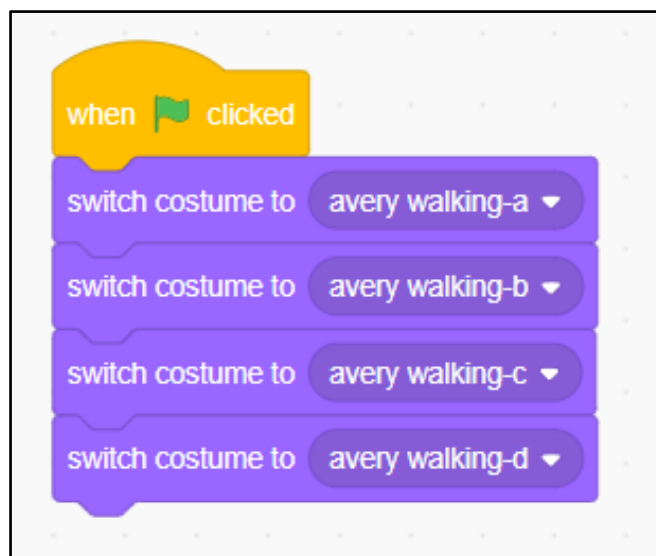 when clicked
switch costume to avery walking-a
switch costume to avery walking-b
switch costume to avery walking-c
switch costume to avery walking-d